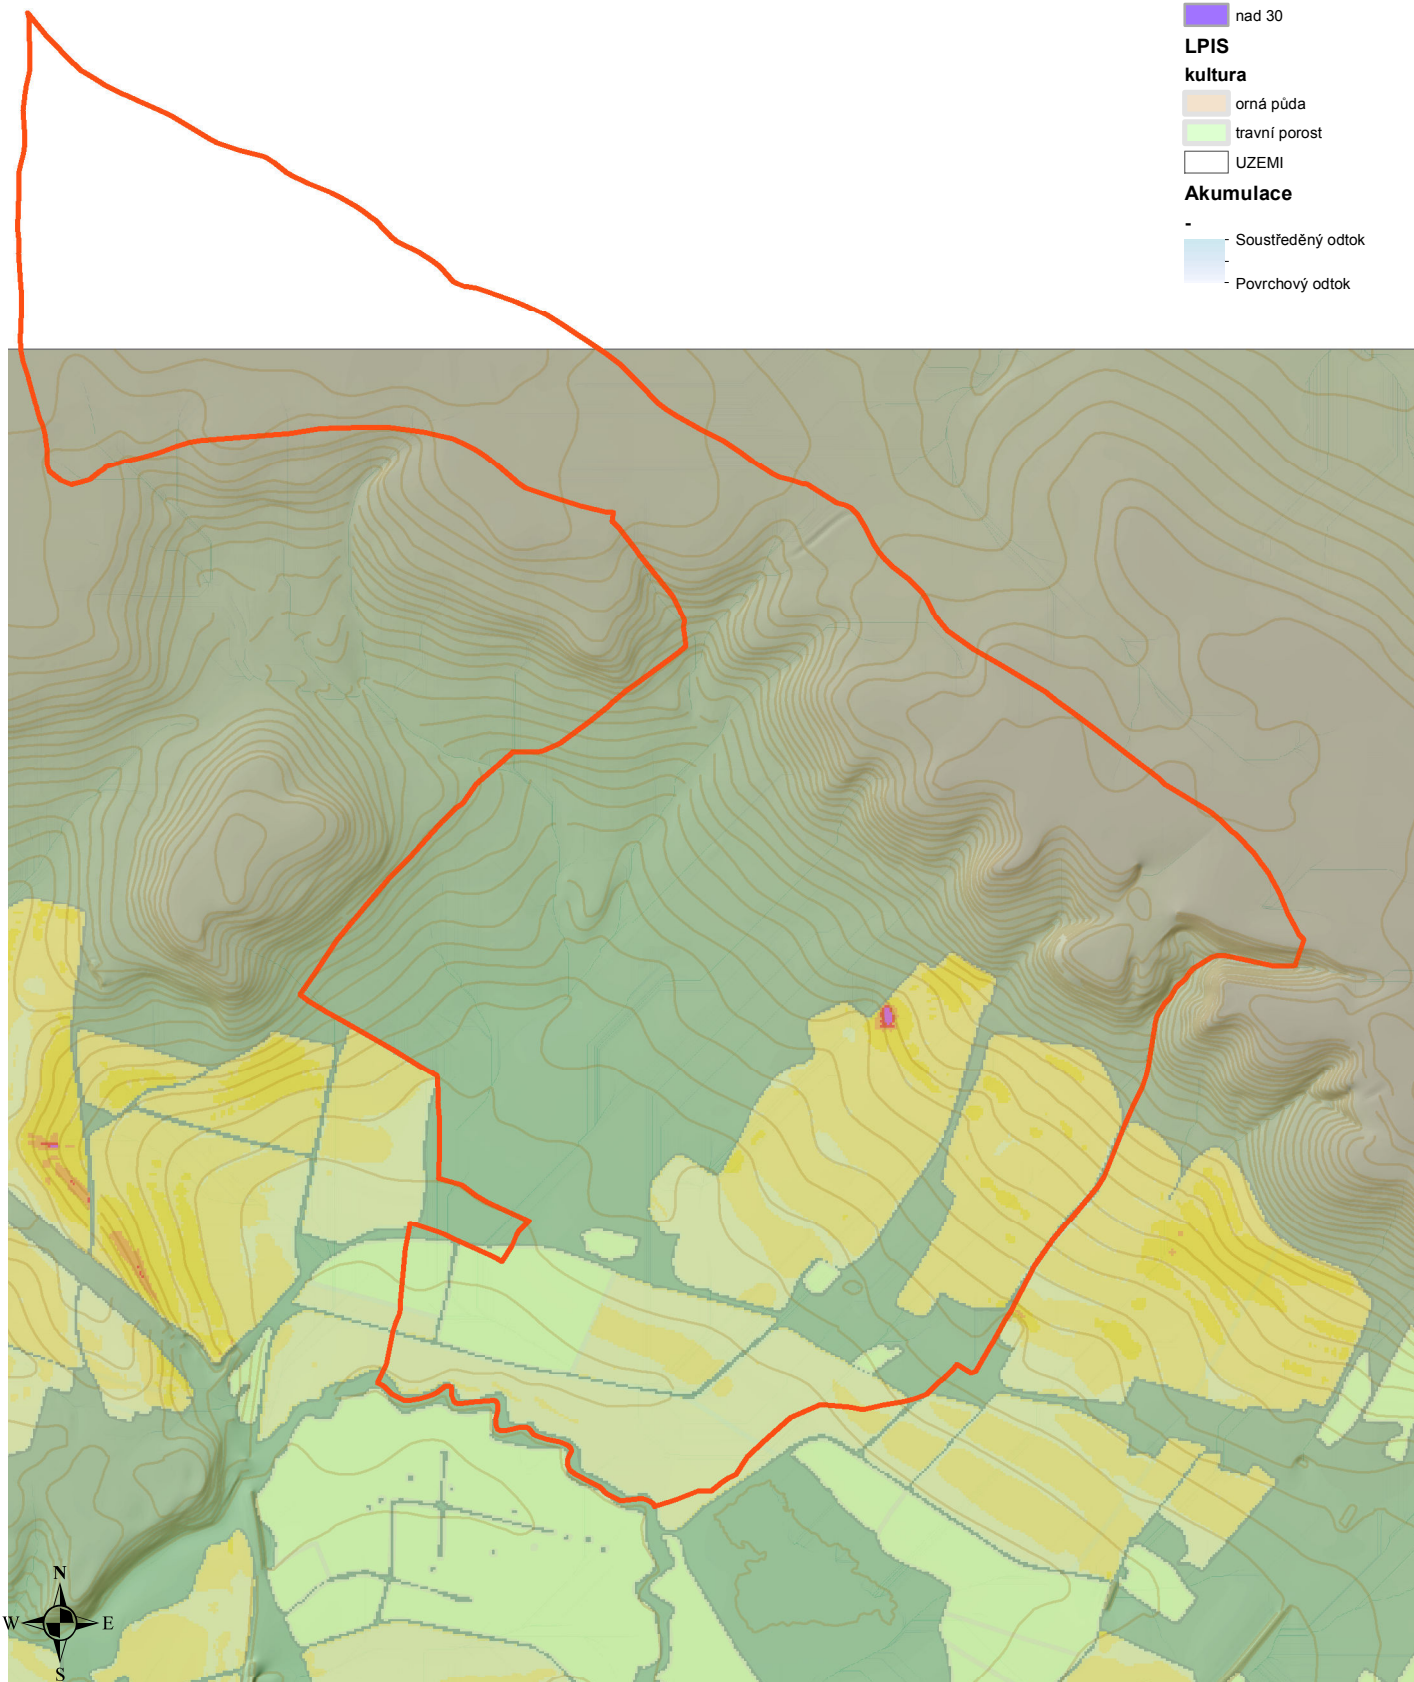 nad 30
LPIS
kultura
orná půda
travní porost
UZEMI
Akumulace
-
Soustředěný odtok
Povrchový odtok
N
W E
S